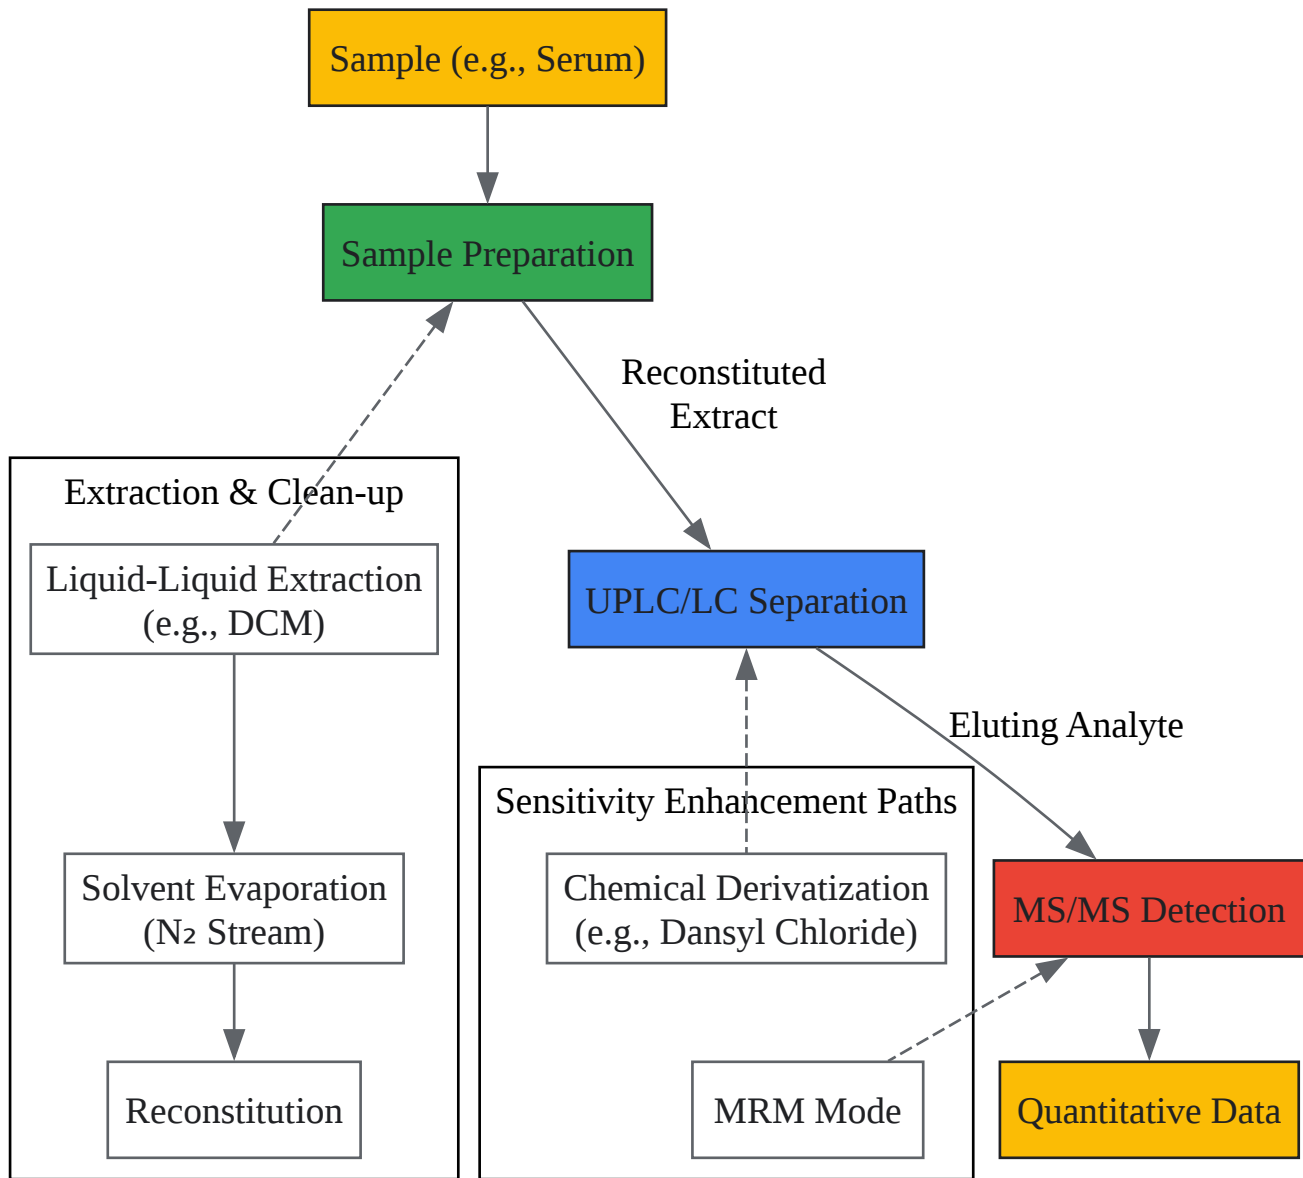 Sample (e.g., Serum)
Sample Preparation
Reconstituted
Extract
Extraction & Clean-up
Liquid-Liquid Extraction
(e.g., DCM)
UPLC/LC Separation
Eluting Analyte
Sensitivity Enhancement Paths
Solvent Evaporation
(N₂ Stream)
Chemical Derivatization
(e.g., Dansyl Chloride)
MS/MS Detection
Reconstitution
MRM Mode
Quantitative Data